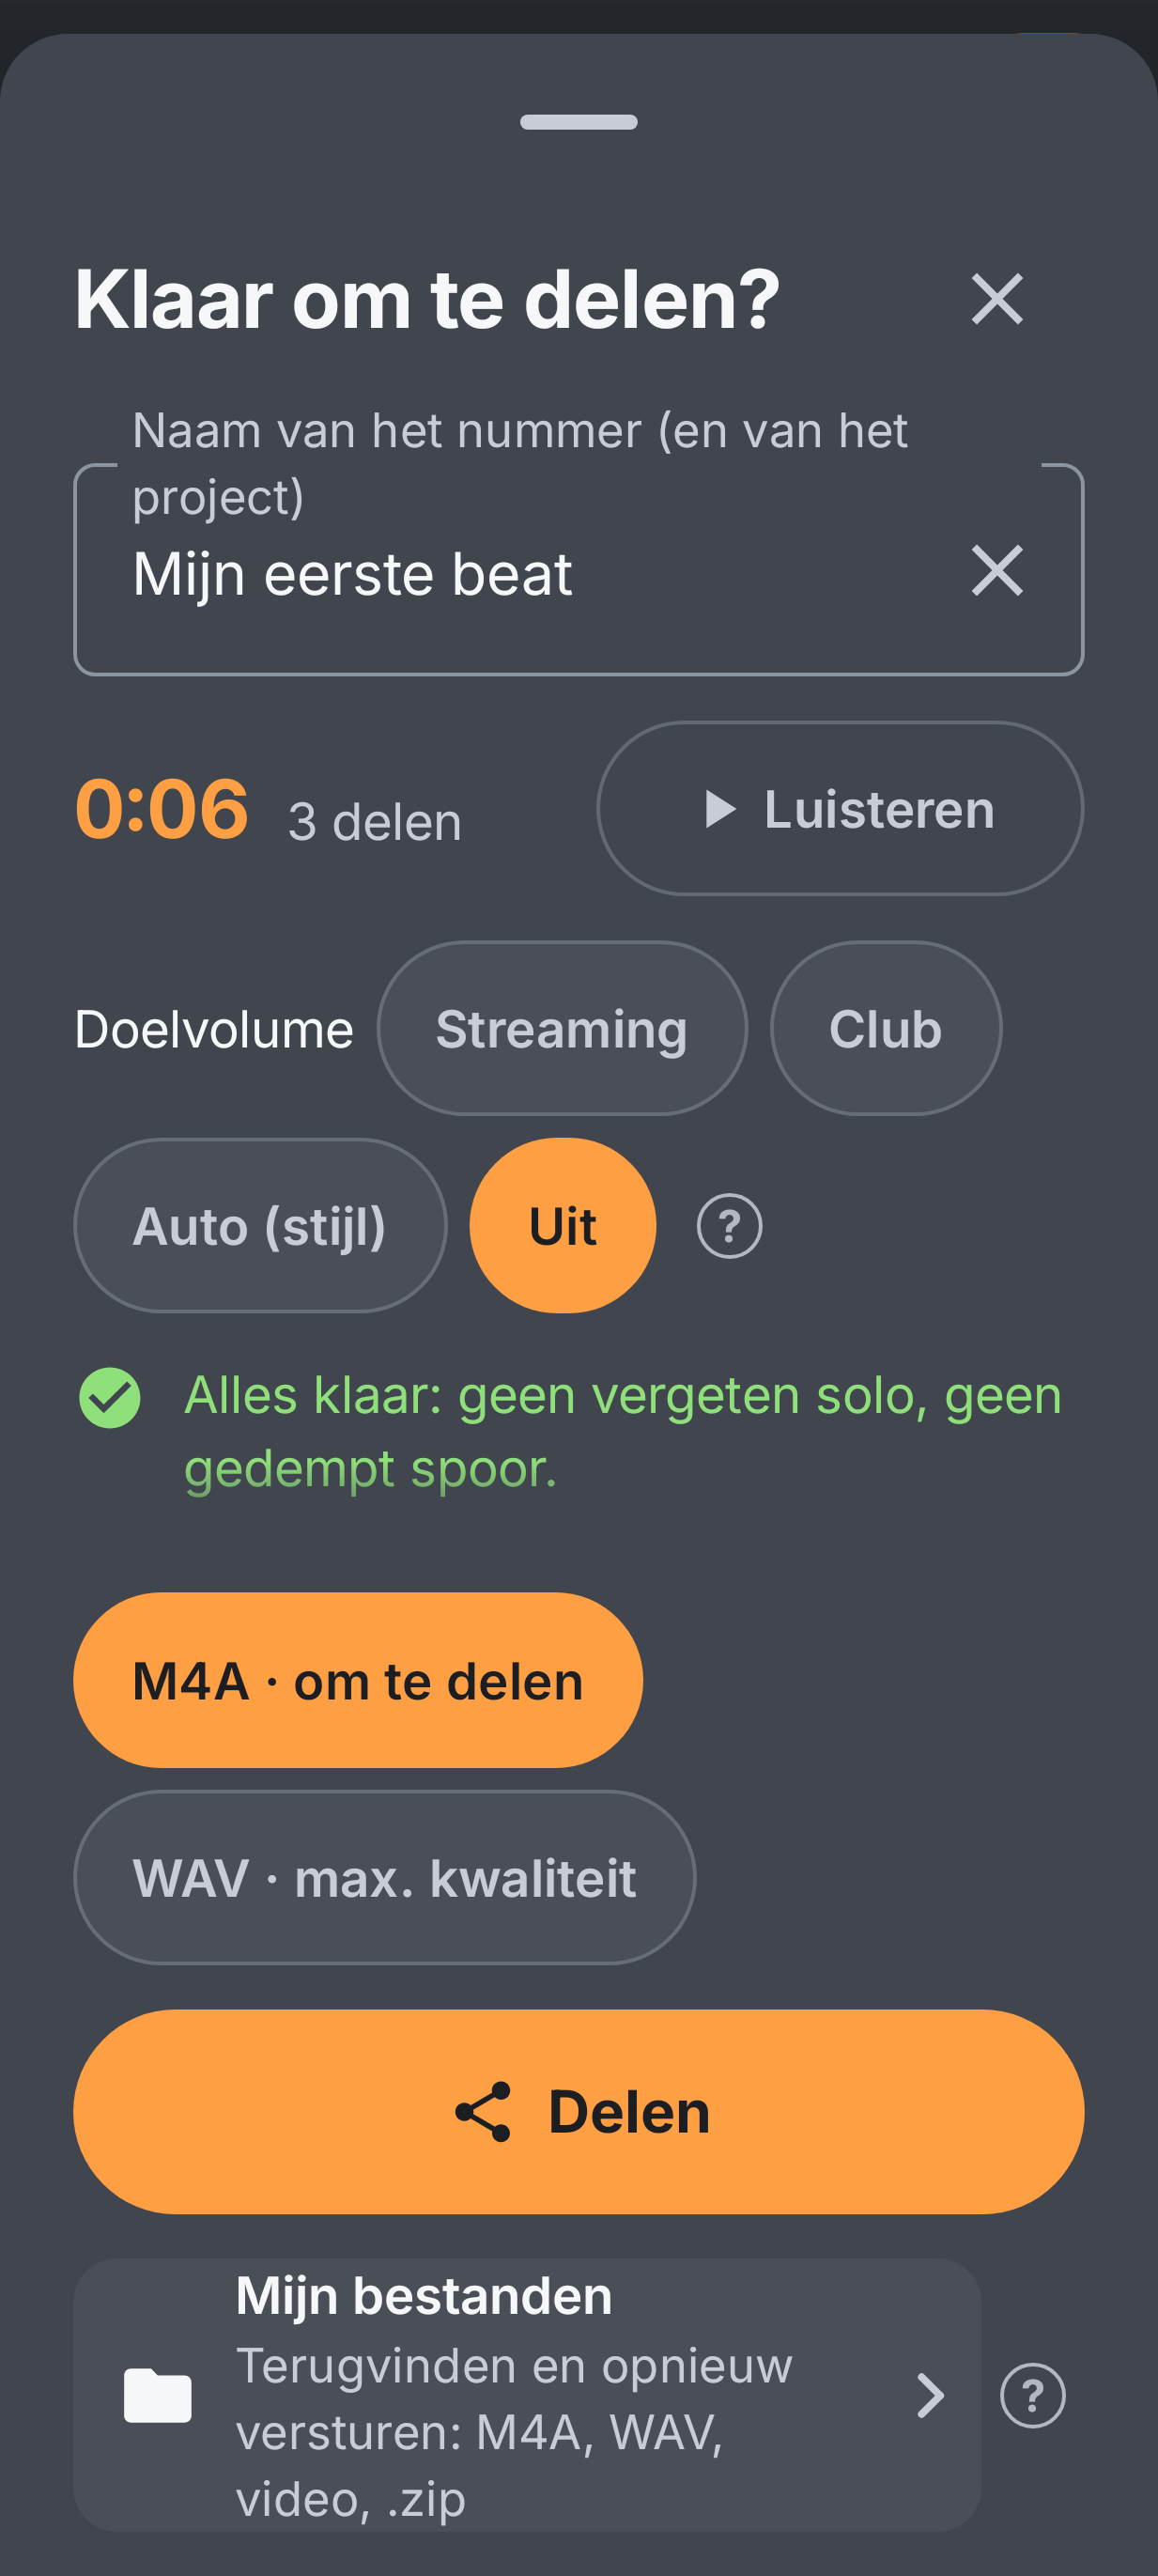 Klaar om te delen?
Naam van het nummer (en van het
project)
Mijn eerste beat
0:06 3 delen Luisteren
Doelvolume Streaming Club
Auto (stijl) Uit ?
Alles klaar: geen vergeten solo, geen
gedempt spoor.
M4A · om te delen
WAV · max. kwaliteit
Delen
Mijn bestanden
Terugvinden en opnieuw
versturen: M4A, WAV,
video, .zip
?